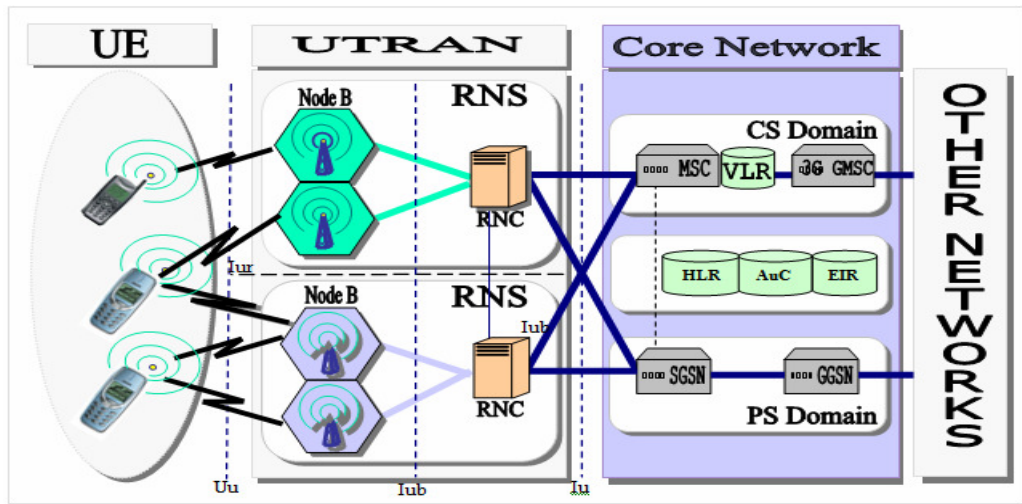 UE
UTRAN
Core Network
Node B
RNS
CS Domain
MSC
VLR
3G GMSC
RNC
Iur
HLR
AuC
EIR
Node B
RNS
Iub
SGSN
GGSN
RNC
PS Domain
Uu
Iub
Iu
OTHER NETWORKS